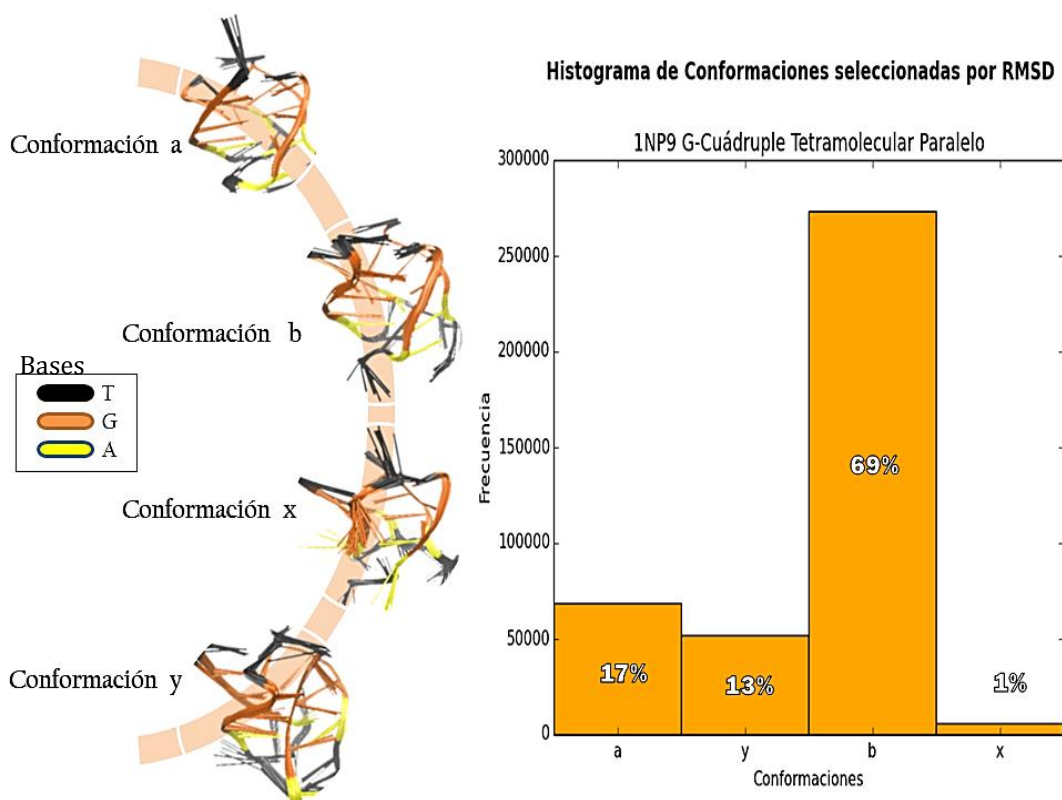 Conformación a
Conformación b
Bases
T
G
A
Conformación x
Conformación y
Histograma de Conformaciones seleccionadas por RMSD
1NP9 G-Cuádruple Tetramolecular Paralelo
300000
250000
200000
150000
100000
50000
0
Frecuencia
17%
13%
69%
1%
a y b x
Conformaciones